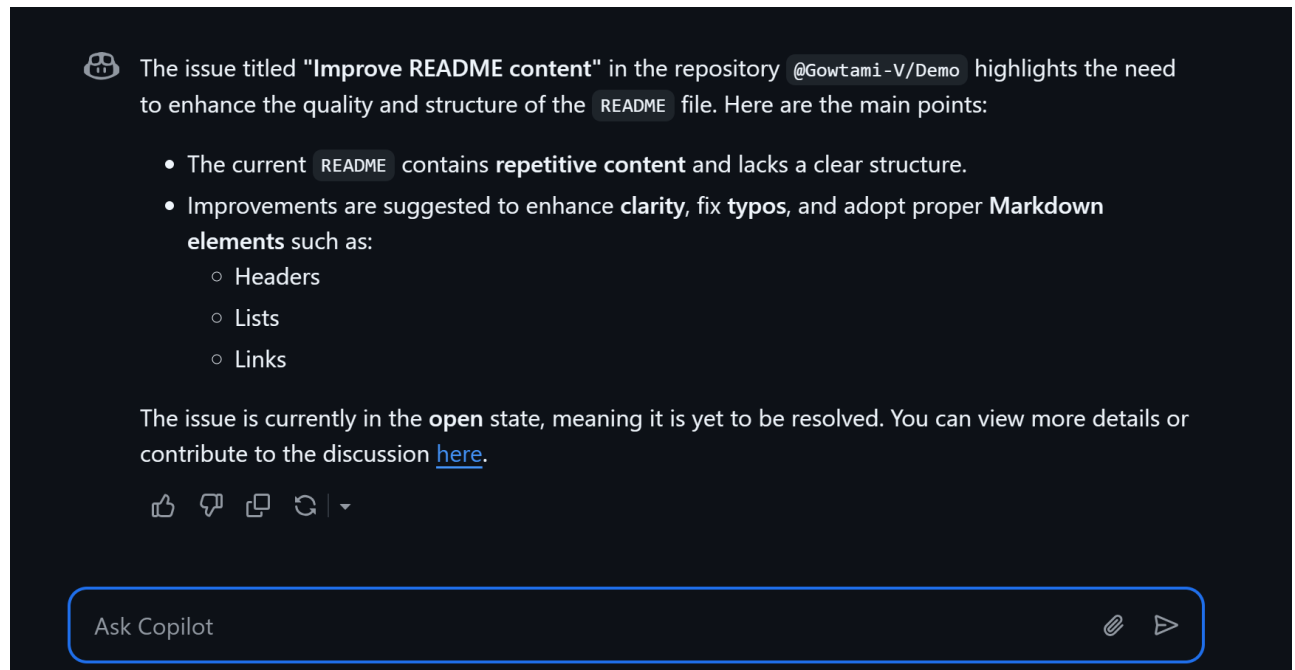 The issue titled "Improve README content" in the repository @Gowtami-V/Demo highlights the need
to enhance the quality and structure of the README file. Here are the main points:
The current README contains repetitive content and lacks a clear structure.
Improvements are suggested to enhance clarity, fix typos, and adopt proper Markdown
elements such as:
Headers
Lists
Links
The issue is currently in the open state, meaning it is yet to be resolved. You can view more details or
contribute to the discussion here.
Ask Copilot